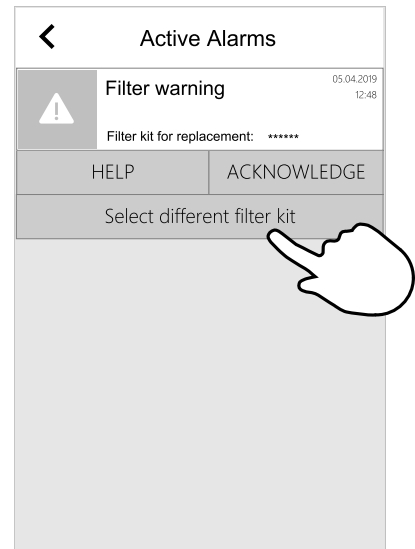 Active Alarms
Filter warning
05.04.2019
12:48
Filter kit for replacement: ******
HELP
ACKNOWLEDGE
Select different filter kit